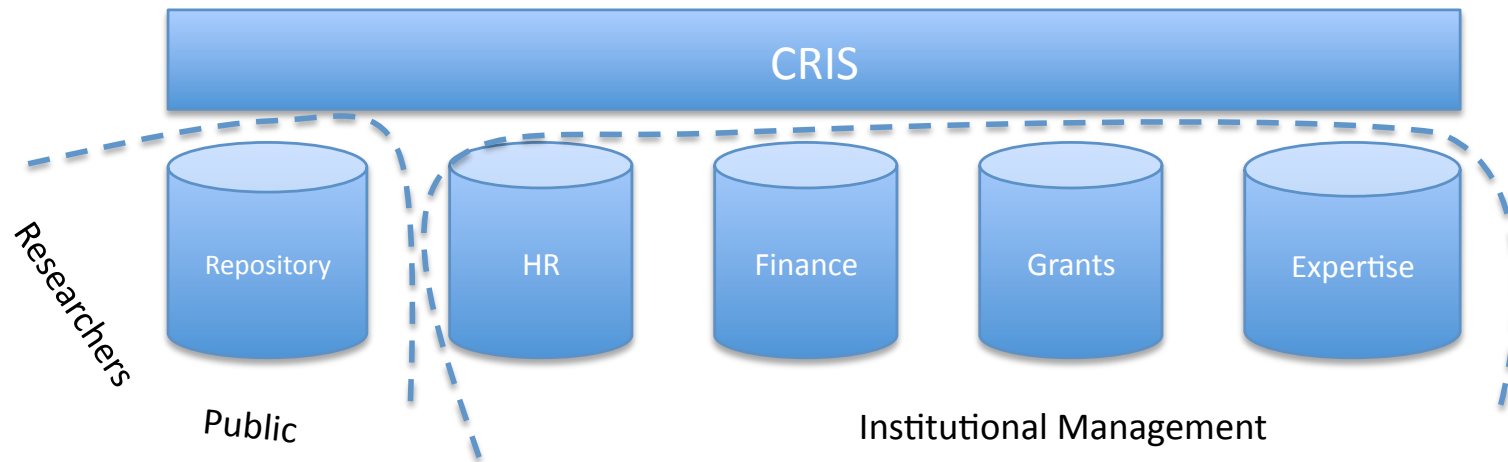 CRIS
Repository
HR
Finance
Grants
Expertise
Researchers
Public
Institutional Management